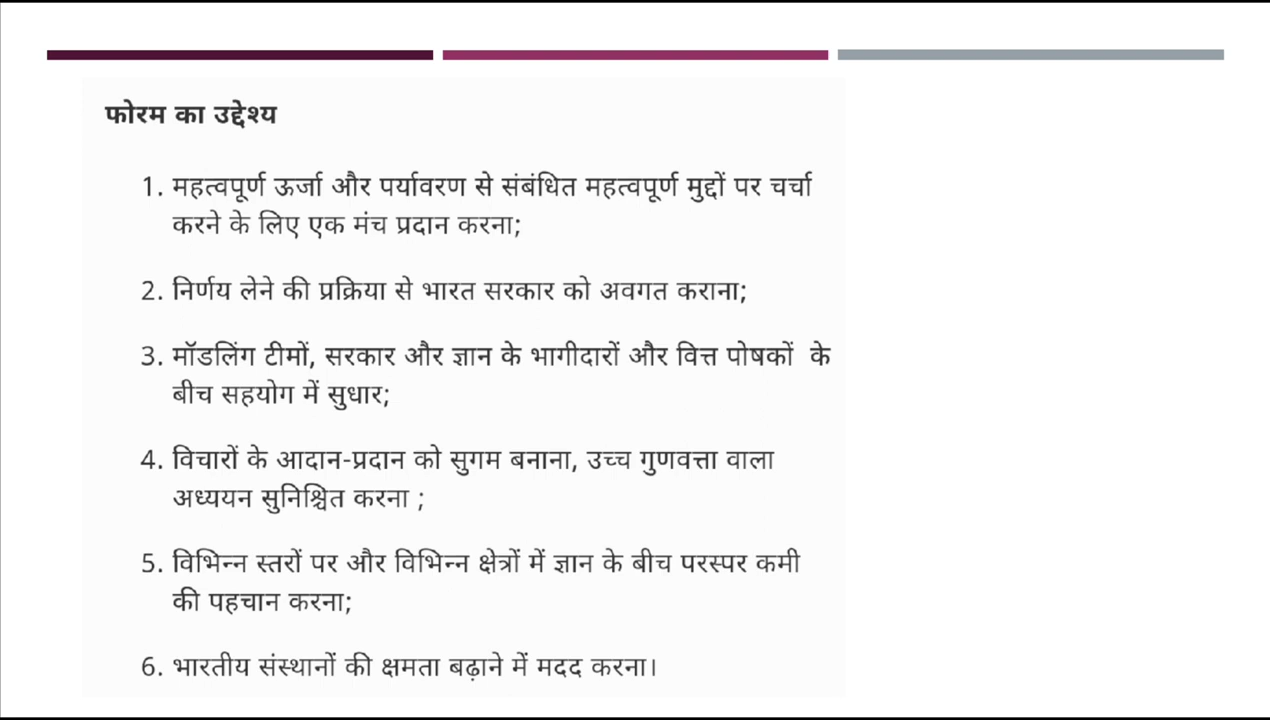 फोरम का उद्देश्य
1. महत्वपूर्ण ऊर्जा और पर्यावरण से संबंधित महत्वपूर्ण मुद्दों पर चर्चा
करने के लिए एक मंच प्रदान करना;
2. निर्णय लेने की प्रक्रिया से भारत सरकार को अवगत कराना;
3. मॉडलिंग टीमों, सरकार और ज्ञान के भागीदारों और वित्त पोषकों के
बीच सहयोग में सुधार;
4. विचारों के आदान-प्रदान को सुगम बनाना, उच्च गुणवत्ता वाला
अध्ययन सुनिश्चित करना ;
5. विभिन्न स्तरों पर और विभिन्न क्षेत्रों में ज्ञान के बीच परस्पर कमी
की पहचान करना;
6. भारतीय संस्थानों की क्षमता बढ़ाने में मदद करना।